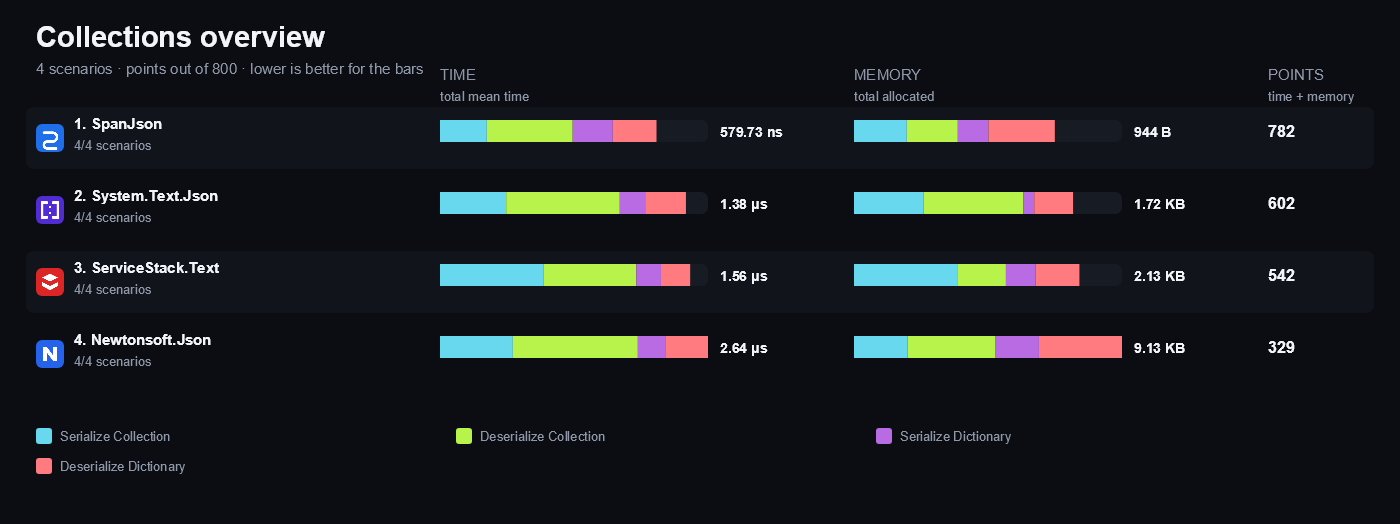 Collections overview
4 scenarios · points out of 800 · lower is better for the bars
TIME
total mean time
MEMORY
total allocated
POINTS
time + memory
1. SpanJson
4/4 scenarios
579.73 ns
944 B
782
2. System.Text.Json
4/4 scenarios
1.38 µs
1.72 KB
602
3. ServiceStack.Text
4/4 scenarios
1.56 µs
2.13 KB
542
N
4. Newtonsoft.Json
4/4 scenarios
2.64 µs
9.13 KB
329
Serialize Collection
Deserialize Collection
Serialize Dictionary
Deserialize Dictionary